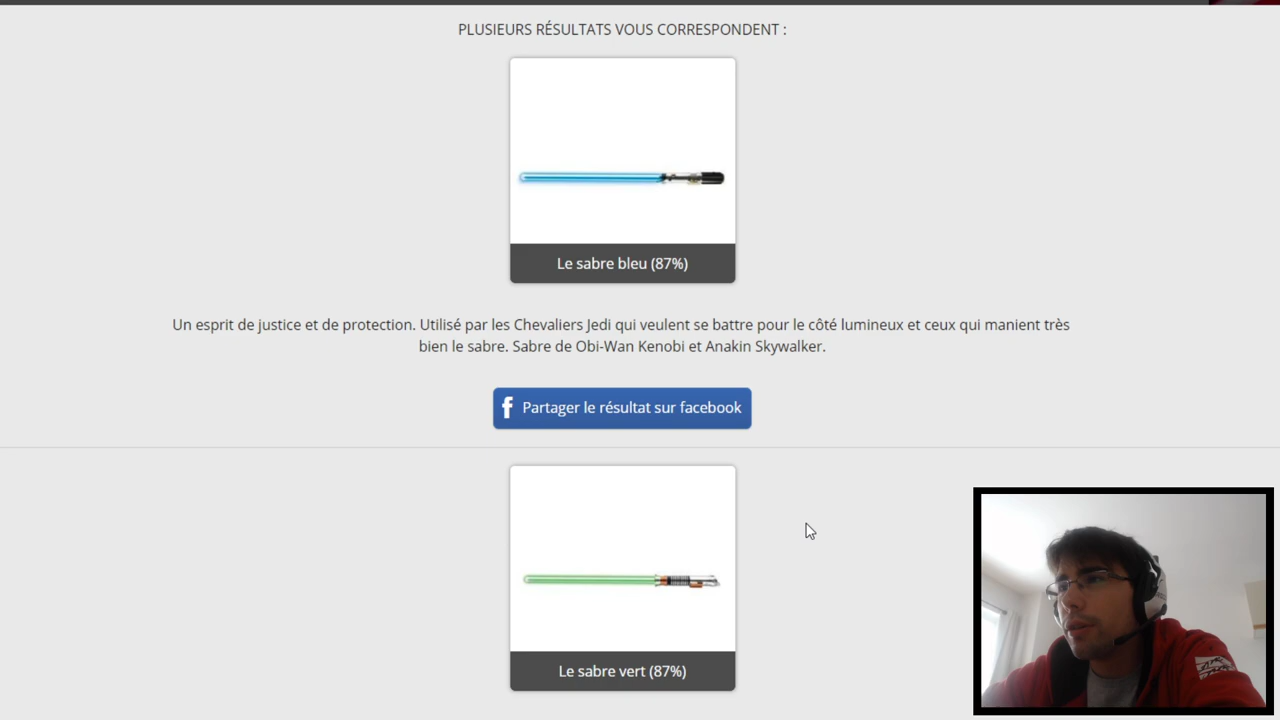 PLUSIEURS RÉSULTATS VOUS CORRESPONDENT :
Le sabre bleu (87%)
Un esprit de justice et de protection. Utilisé par les Chevaliers Jedi qui veulent se battre pour le côté lumineux et ceux qui manient très
bien le sabre. Sabre de Obi-Wan Kenobi et Anakin Skywalker.
f Partager le résultat sur facebook
Le sabre vert (87%)